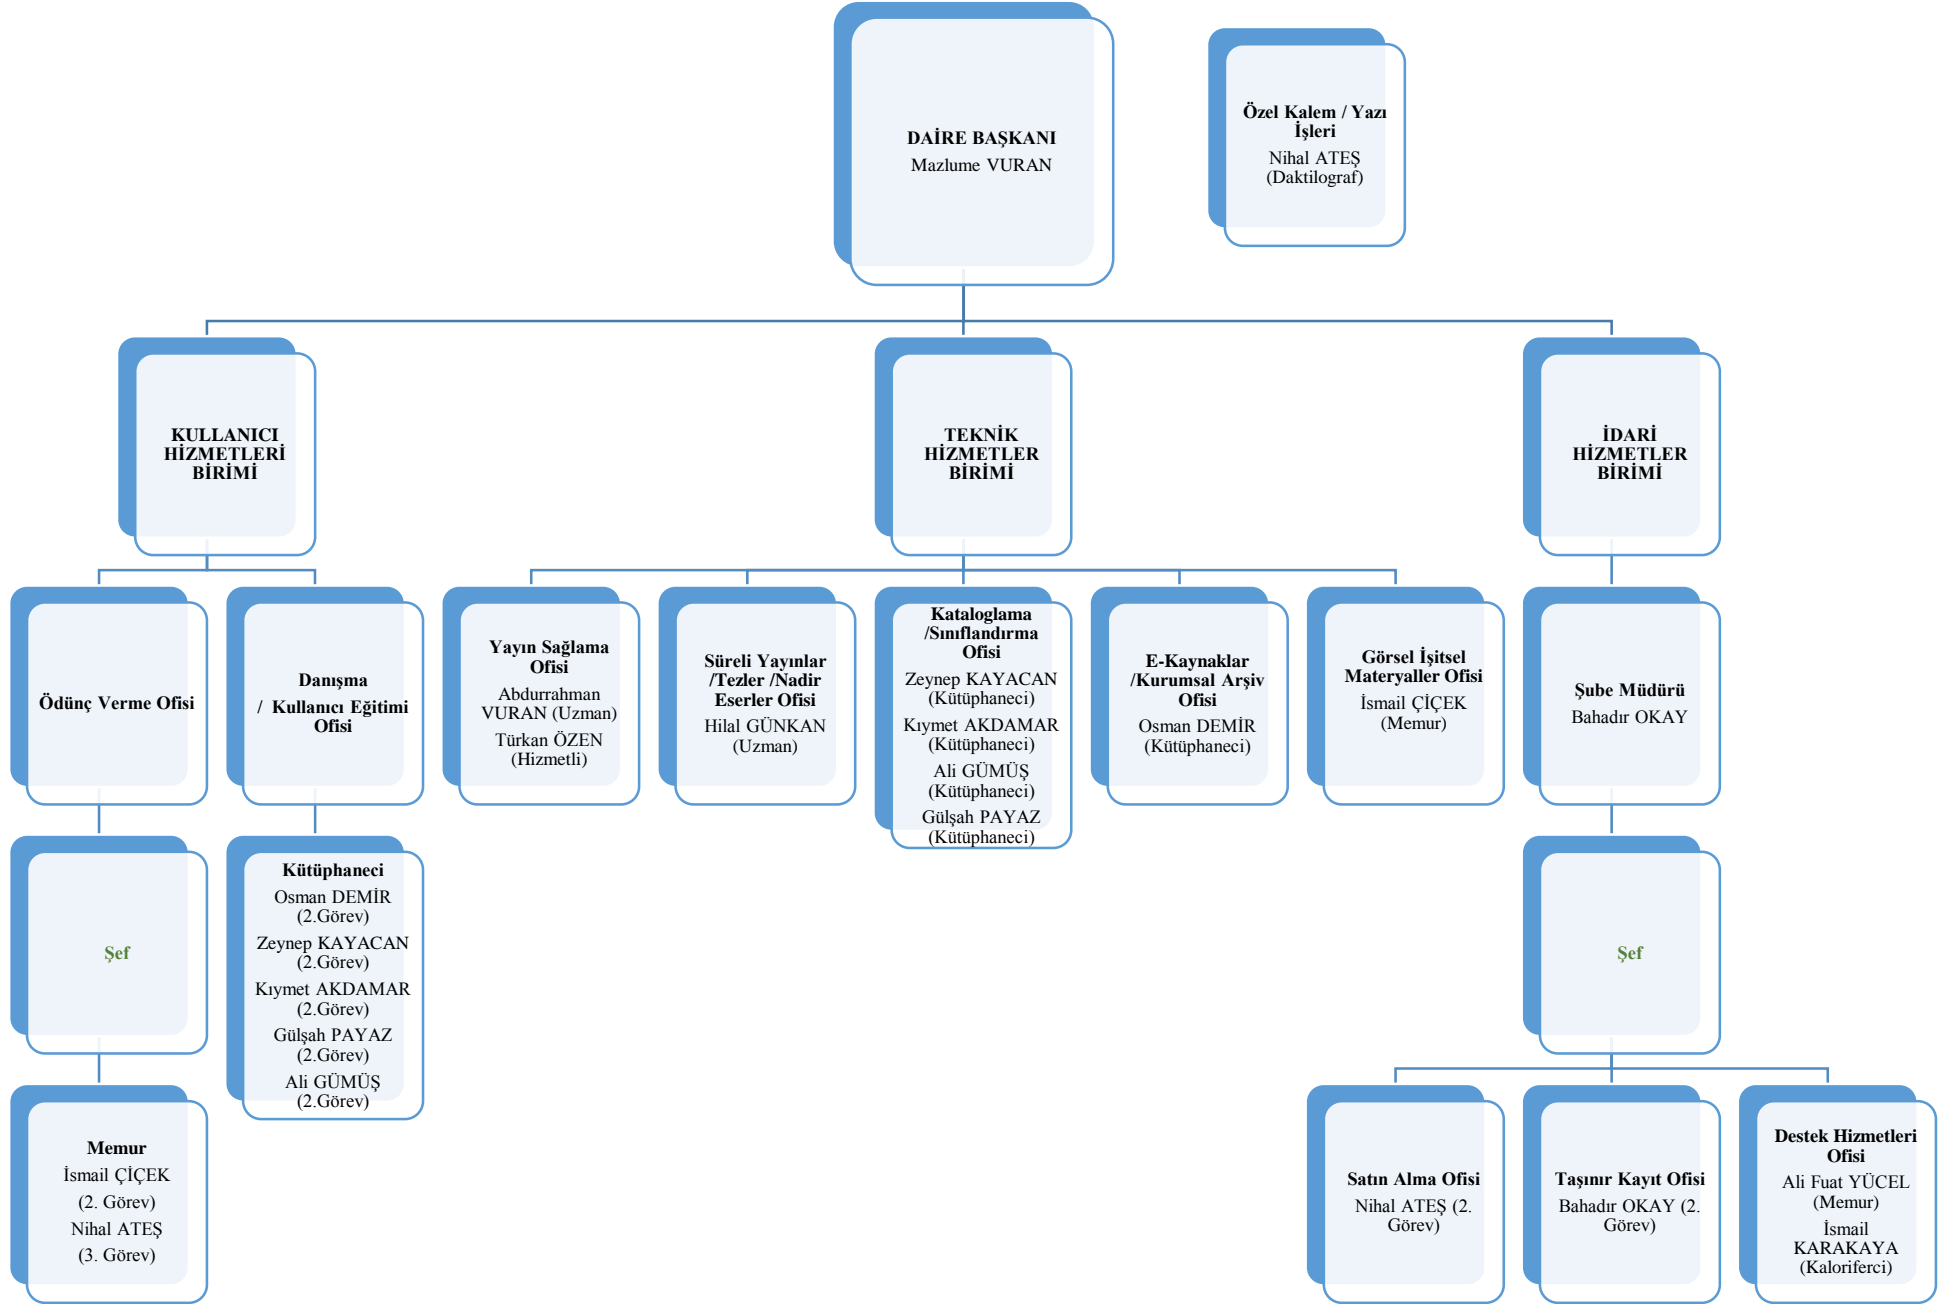 DAİRE BAŞKANI
Mazlume VURAN
Özel Kalem / Yazı
İşleri
Nihal ATEŞ
(Daktilograf)
KULLANICI
HİZMETLERİ
BİRİMİ
TEKNİK
HİZMETLER
BİRİMİ
İDARİ
HİZMETLER
BİRİMİ
Ödünç Verme Ofisi
Danışma
/ Kullanıcı Eğitimi
Ofisi
Yayın Sağlama
Ofisi
Abdurrahman
VURAN (Uzman)
Türkan ÖZEN
(Hizmetli)
Süreli Yayınlar
/Tezler /Nadir
Eserler Ofisi
Hilal GÜNKAN
(Uzman)
Kataloglama
/Sınıflandırma
Ofisi
Zeynep KAYACAN
(Kütüphaneci)
Kıymet AKDAMAR
(Kütüphaneci)
Ali GÜMÜŞ
(Kütüphaneci)
Gülşah PAYAZ
(Kütüphaneci)
E-Kaynaklar
/Kurumsal Arşiv
Ofisi
Osman DEMİR
(Kütüphaneci)
Görsel İşitsel
Materyaller Ofisi
İsmail ÇİÇEK
(Memur)
Şube Müdürü
Bahadır OKAY
Şef
Kütüphaneci
Osman DEMİR
(2.Görev)
Zeynep KAYACAN
(2.Görev)
Kıymet AKDAMAR
(2.Görev)
Gülşah PAYAZ
(2.Görev)
Ali GÜMÜŞ
(2.Görev)
Şef
Memur
İsmail ÇİÇEK
(2. Görev)
Nihal ATEŞ
(3. Görev)
Satın Alma Ofisi
Nihal ATEŞ (2.
Görev)
Taşınır Kayıt Ofisi
Bahadır OKAY (2.
Görev)
Destek Hizmetleri
Ofisi
Ali Fuat YÜCEL
(Memur)
İsmail
KARAKAYA
(Kaloriferci)